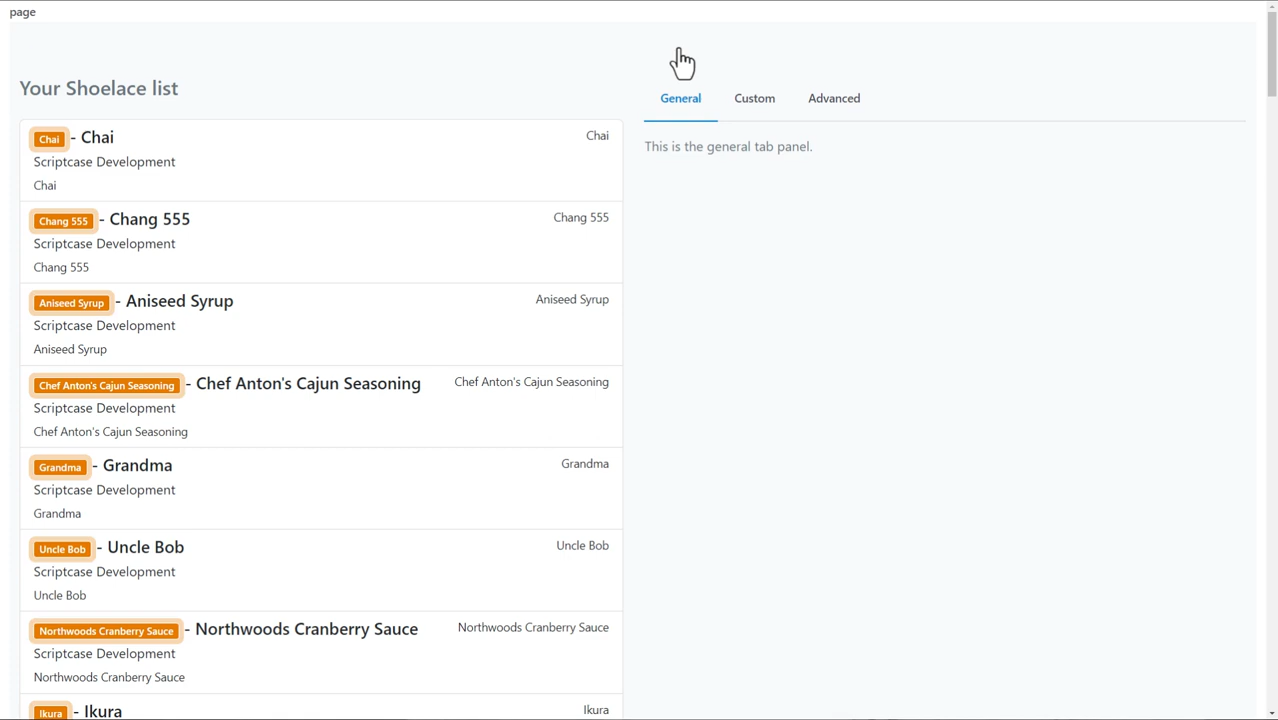 page
Your Shoelace list
General Custom Advanced
This is the general tab panel.
Chai - Chai Chai
Scriptcase Development
Chai
Chang 555 - Chang 555 Chang 555
Scriptcase Development
Chang 555
Aniseed Syrup - Aniseed Syrup Aniseed Syrup
Scriptcase Development
Aniseed Syrup
Chef Anton's Cajun Seasoning - Chef Anton's Cajun Seasoning Chef Anton's Cajun Seasoning
Scriptcase Development
Chef Anton's Cajun Seasoning
Grandma - Grandma Grandma
Scriptcase Development
Grandma
Uncle Bob - Uncle Bob Uncle Bob
Scriptcase Development
Uncle Bob
Northwoods Cranberry Sauce - Northwoods Cranberry Sauce Northwoods Cranberry Sauce
Scriptcase Development
Northwoods Cranberry Sauce
Ikura - Ikura Ikura